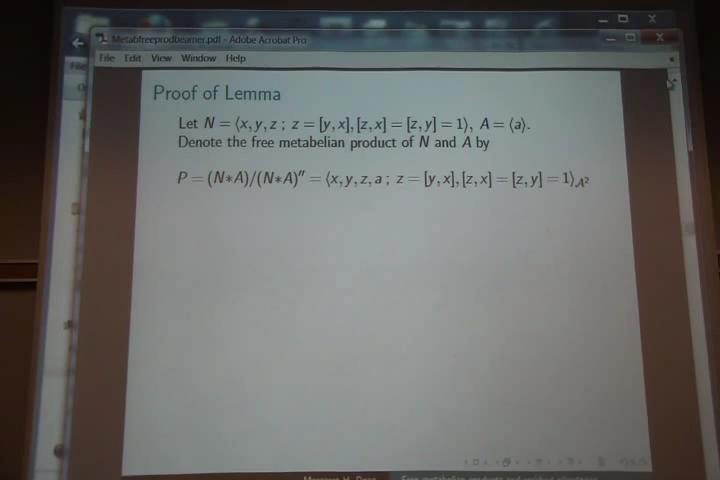 Metabfreeprodbeamer.pdf - Adobe Acrobat Pro
File Edit View Window Help
Proof of Lemma
Let N = ⟨x, y, z ; z = [y, x], [z, x] = [z, y] = 1⟩, A = ⟨a⟩.
Denote the free metabelian product of N and A by
P = (N∗A)/(N∗A)″ = ⟨x, y, z, a ; z = [y, x], [z, x] = [z, y] = 1⟩_𝒜²